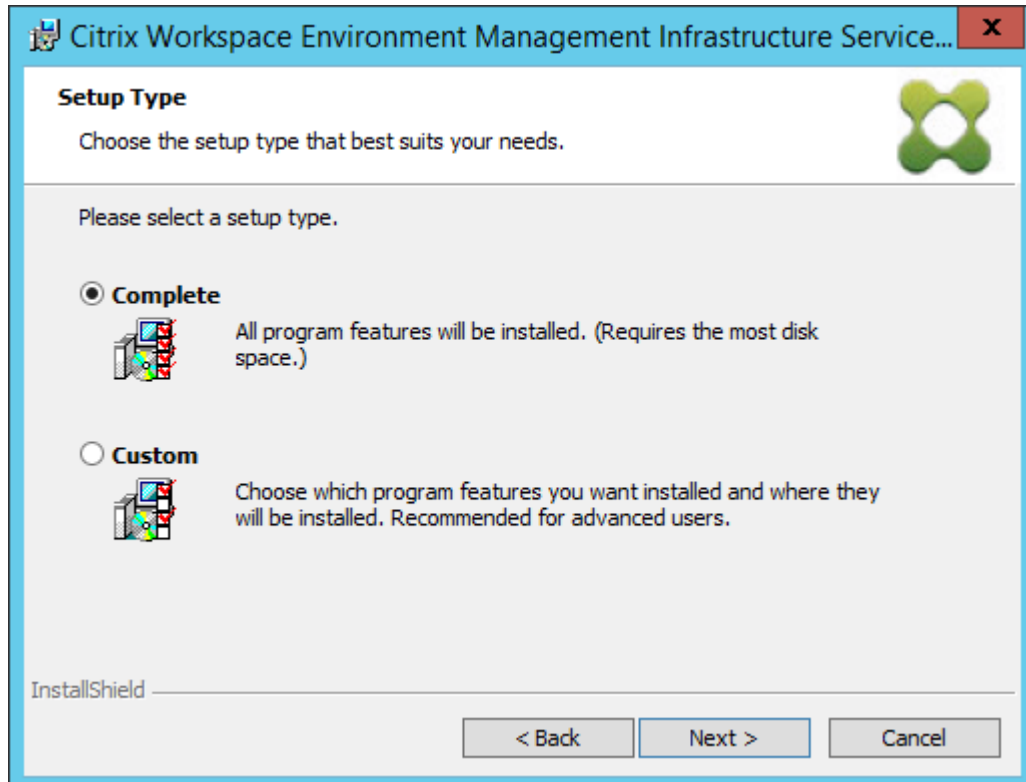 Citrix Workspace Environment Management Infrastructure Service...
Setup Type
Choose the setup type that best suits your needs.
Please select a setup type.
Complete
All program features will be installed. (Requires the most disk
space.)
Custom
Choose which program features you want installed and where they
will be installed. Recommended for advanced users.
InstallShield
< Back
Next >
Cancel